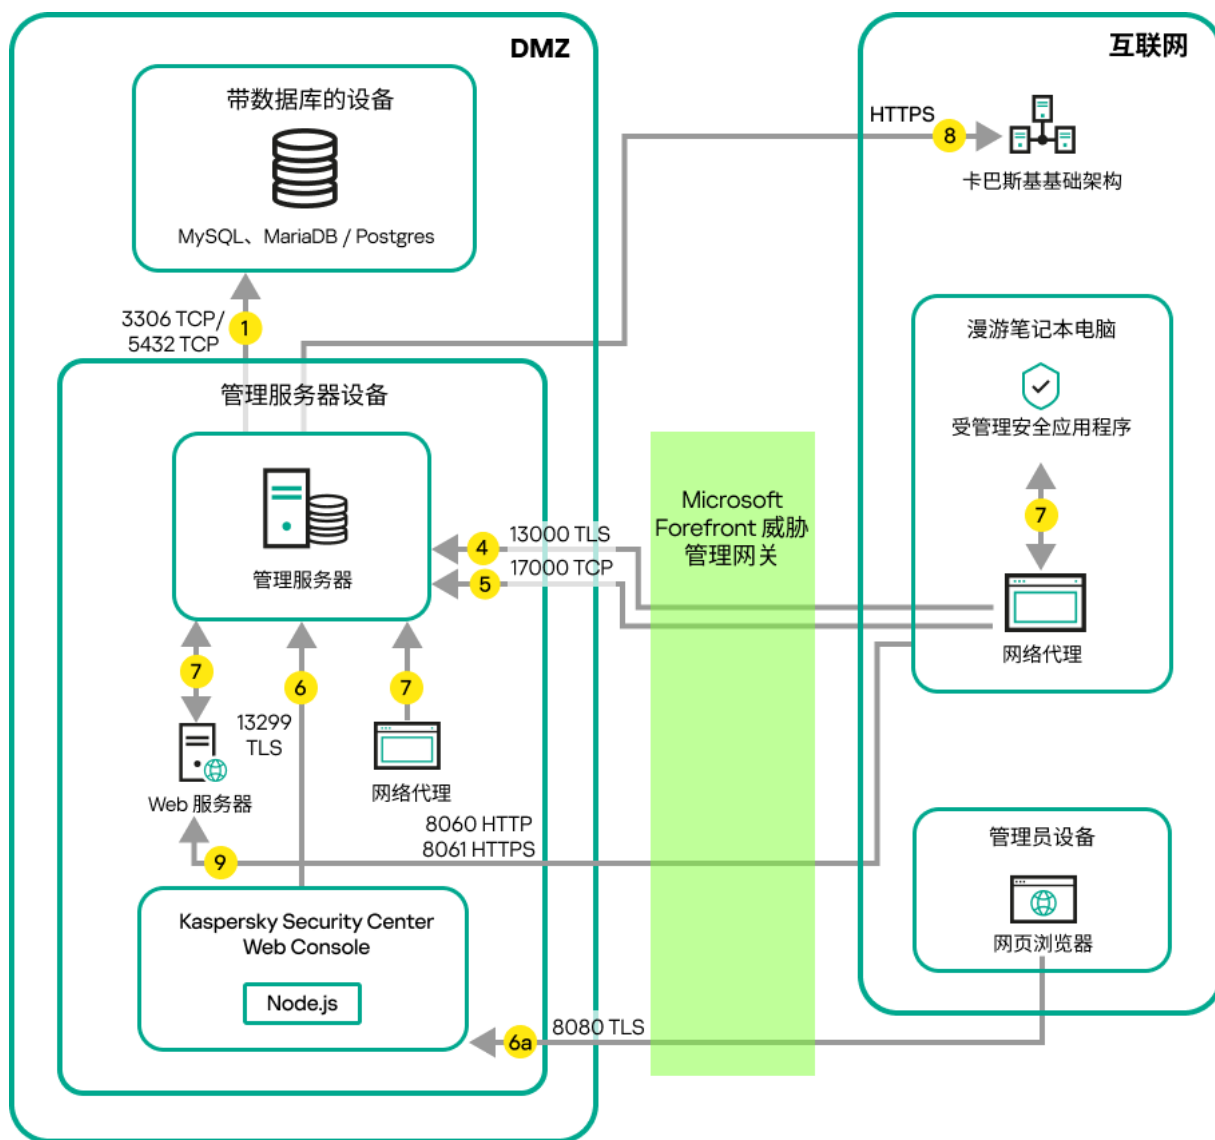 DMZ
带数据库的设备
MySQL、MariaDB / Postgres
3306 TCP/
5432 TCP
1
管理服务器设备
管理服务器
4
13000 TLS
5
17000 TCP
7
6
7
13299
TLS
Web 服务器
网络代理
8060 HTTP
8061 HTTPS
9
Kaspersky Security Center
Web Console
Node.js
6a
8080 TLS
Microsoft
Forefront 威胁
管理网关
互联网
HTTPS
8
卡巴斯基基础架构
漫游笔记本电脑
受管理安全应用程序
7
网络代理
管理员设备
网页浏览器